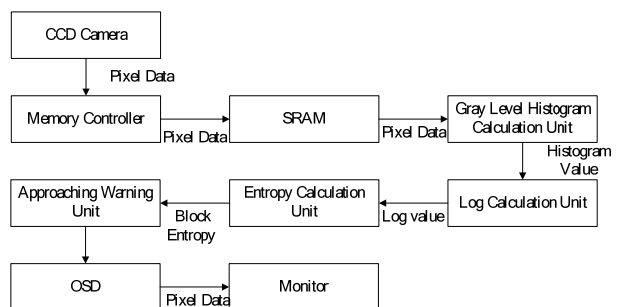 CCD Camera
Pixel Data
Memory Controller
Pixel Data
SRAM
Pixel Data
Gray Level Histogram
Calculation Unit
Histogram
Value
Approaching Warning
Unit
Block
Entropy
Entropy Calculation
Unit
Log value
Log Calculation Unit
OSD
Pixel Data
Monitor